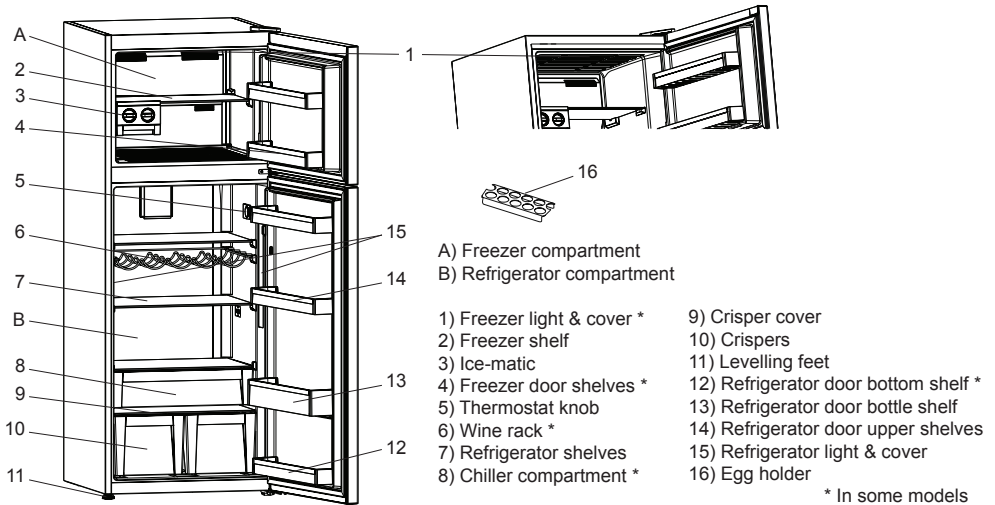 A
2
3
4
5
6
7
B
8
9
10
11
15
14
13
12
1
16
A) Freezer compartment
B) Refrigerator compartment
1) Freezer light & cover *
2) Freezer shelf
3) Ice-matic
4) Freezer door shelves *
5) Thermostat knob
6) Wine rack *
7) Refrigerator shelves
8) Chiller compartment *
9) Crisper cover
10) Crispers
11) Levelling feet
12) Refrigerator door bottom shelf *
13) Refrigerator door bottle shelf
14) Refrigerator door upper shelves
15) Refrigerator light & cover
16) Egg holder
* In some models